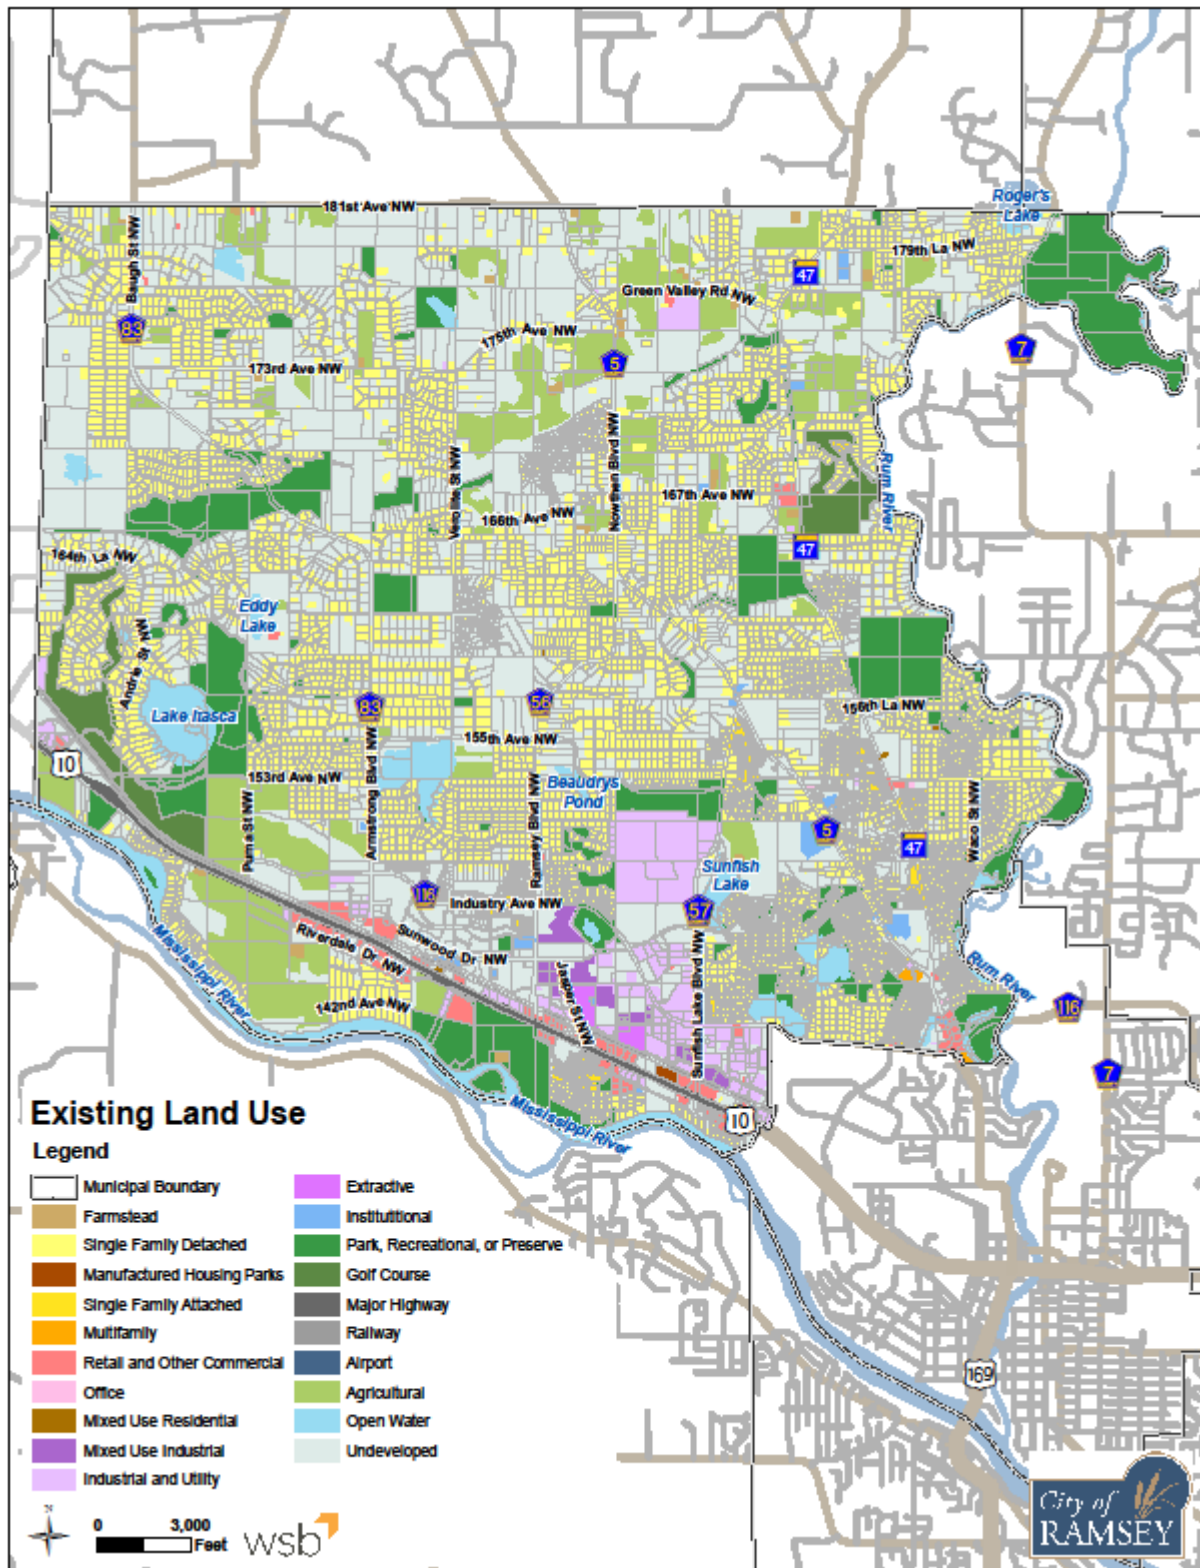 Roger's
Lake
181st Ave NW
Baugh St NW
179th La NW
47
Green Valley Rd NW
83
175th Ave NW
7
5
173rd Ave NW
Nowthen Blvd NW
Rum River
167th Ave NW
166th Ave NW
47
164th La NW
Eddy
Lake
Andrie St NW
83
56
156th La NW
Lake Itasca
155th Ave NW
10
153rd Ave NW
Armstrong Blvd NW
Beaudrys
Pond
Ramsey Blvd NW
Puma St NW
Waco St NW
5
47
Sunfish
Lake
116
Industry Ave NW
57
Mississippi River
Riverdale Dr NW
Sunwood Dr NW
Jasper St NW
Sunfish Lake Blvd NW
Rum River
142nd Ave NW
116
7
Mississippi River
10
Existing Land Use
Legend
Municipal Boundary
Farmstead
Single Family Detached
Manufactured Housing Parks
Single Family Attached
Multifamily
Retail and Other Commercial
Office
Mixed Use Residential
Mixed Use Industrial
Industrial and Utility
Extractive
Institutitional
Park, Recreational, or Preserve
Golf Course
Major Highway
Railway
Airport
Agricultural
Open Water
Undeveloped
169
N
0 3,000
Feet
wsb
City of
RAMSEY